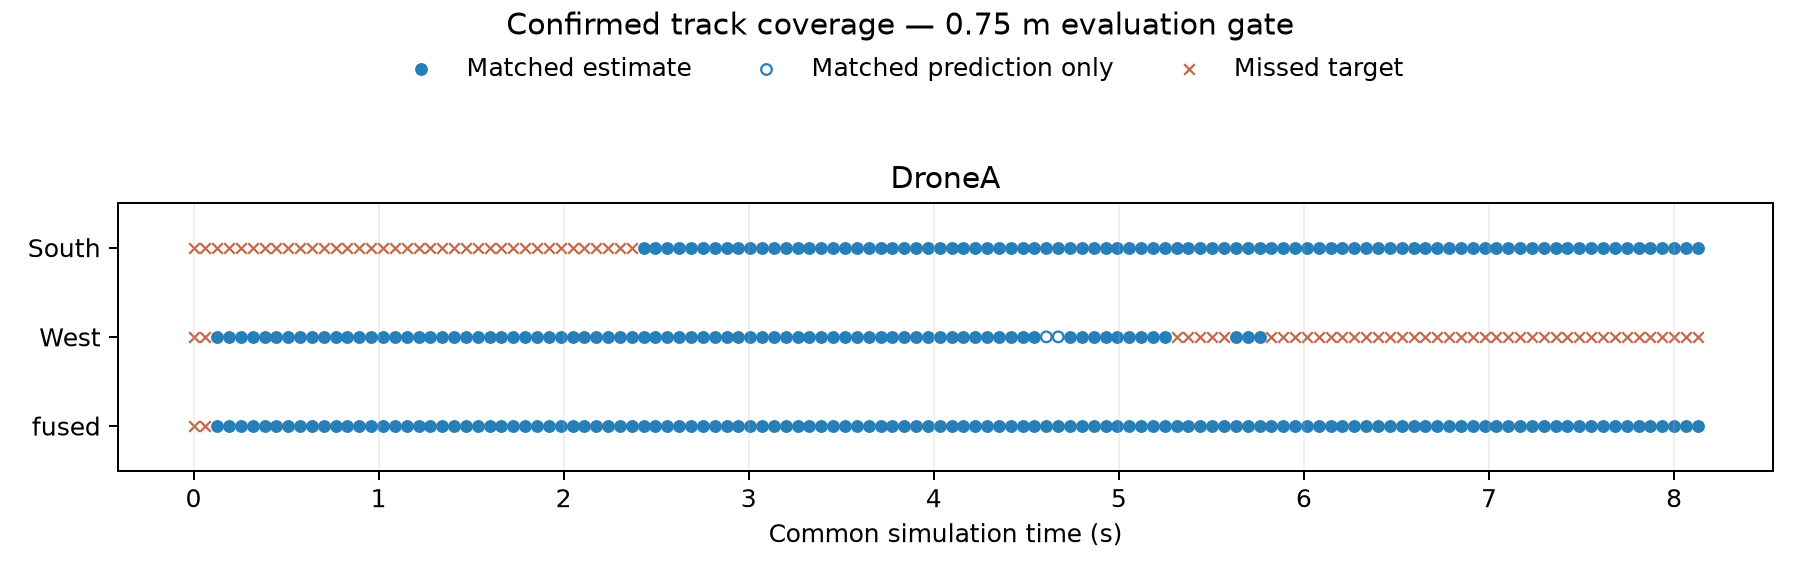 Confirmed track coverage — 0.75 m evaluation gate
Matched estimate Matched prediction only Missed target
DroneA
South
West
fused
0 1 2 3 4 5 6 7 8
Common simulation time (s)